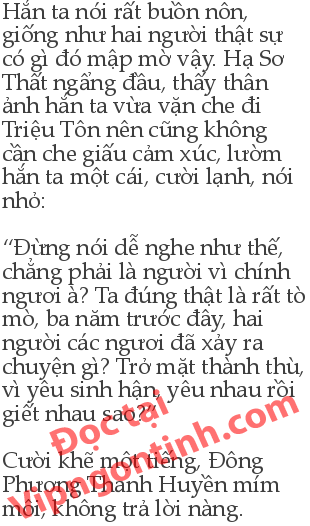 Hắn ta nói rất buồn nôn,
giống như hai người thật sự
có gì đó mập mờ vậy. Hạ Sơ
Thất ngẩng đầu, thấy thân
ảnh hắn ta vừa vặn che đi
Triệu Tôn nên cũng không
cần che giấu cảm xúc, lườm
hắn ta một cái, cười lạnh, nói
nhỏ:
“Đừng nói dễ nghe như thế,
chẳng phải là người vì chính
ngươi à? Ta đúng thật là rất tò
mò, ba năm trước đây, hai
người các ngươi đã xảy ra
chuyện gì? Trở mặt thành thù,
vì yêu sinh hận, yêu nhau rồi
giết nhau sao?”
Cười khẽ một tiếng, Đông
Phương Thanh Huyền mím
môi, không trả lời nàng.
Đọc tại
Vipngontinh.com